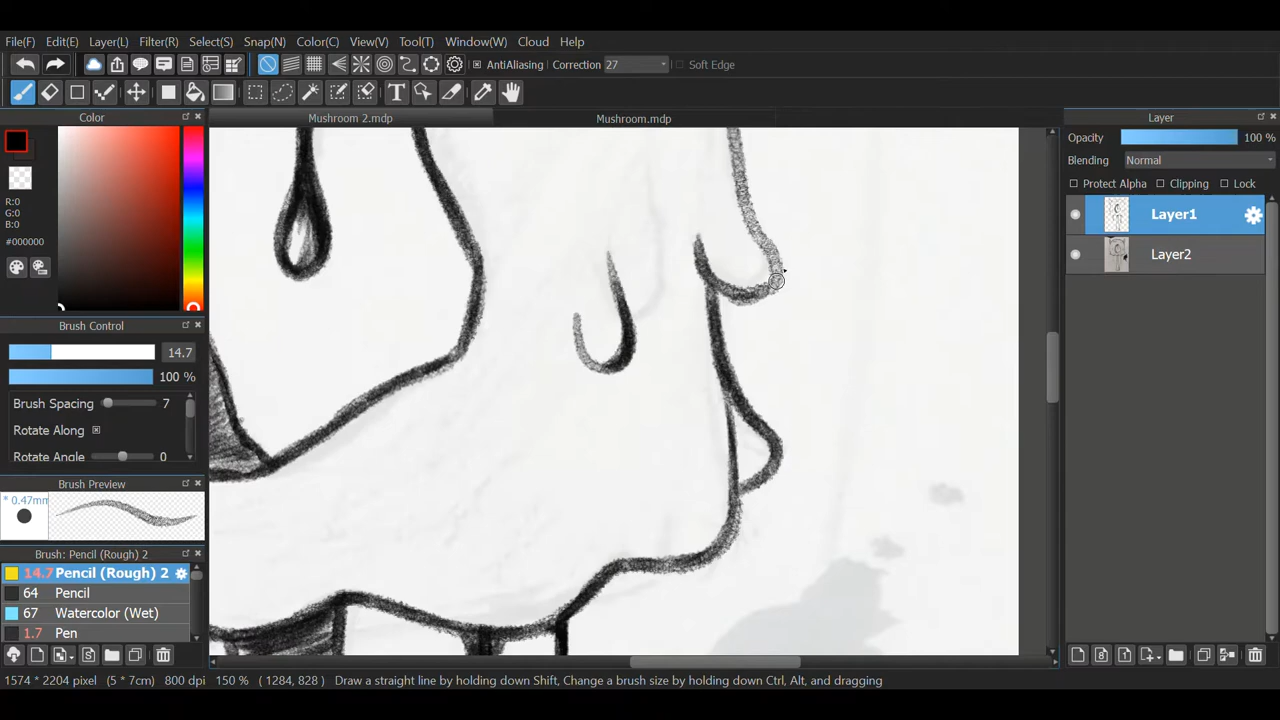 File(F) Edit(E) Layer(L) Filter(R) Select(S) Snap(N) Color(C) View(V) Tool(T) Window(W) Cloud Help
AntiAliasing Correction 27 Soft Edge
T
Color
Mushroom 2.mdp
Mushroom.mdp
Layer
Opacity 100 %
Blending Normal
Protect Alpha Clipping Lock
Layer1
Layer2
R:0
G:0
B:0
#000000
Brush Control
14.7
100 %
Brush Spacing 7
Rotate Along
Rotate Angle 0
Brush Preview
* 0.47mm
Brush: Pencil (Rough) 2
14.7 Pencil (Rough) 2
64 Pencil
67 Watercolor (Wet)
1.7 Pen
8 1
1574 * 2204 pixel (5 * 7cm) 800 dpi 150 % ( 1284, 828 ) Draw a straight line by holding down Shift, Change a brush size by holding down Ctrl, Alt, and dragging